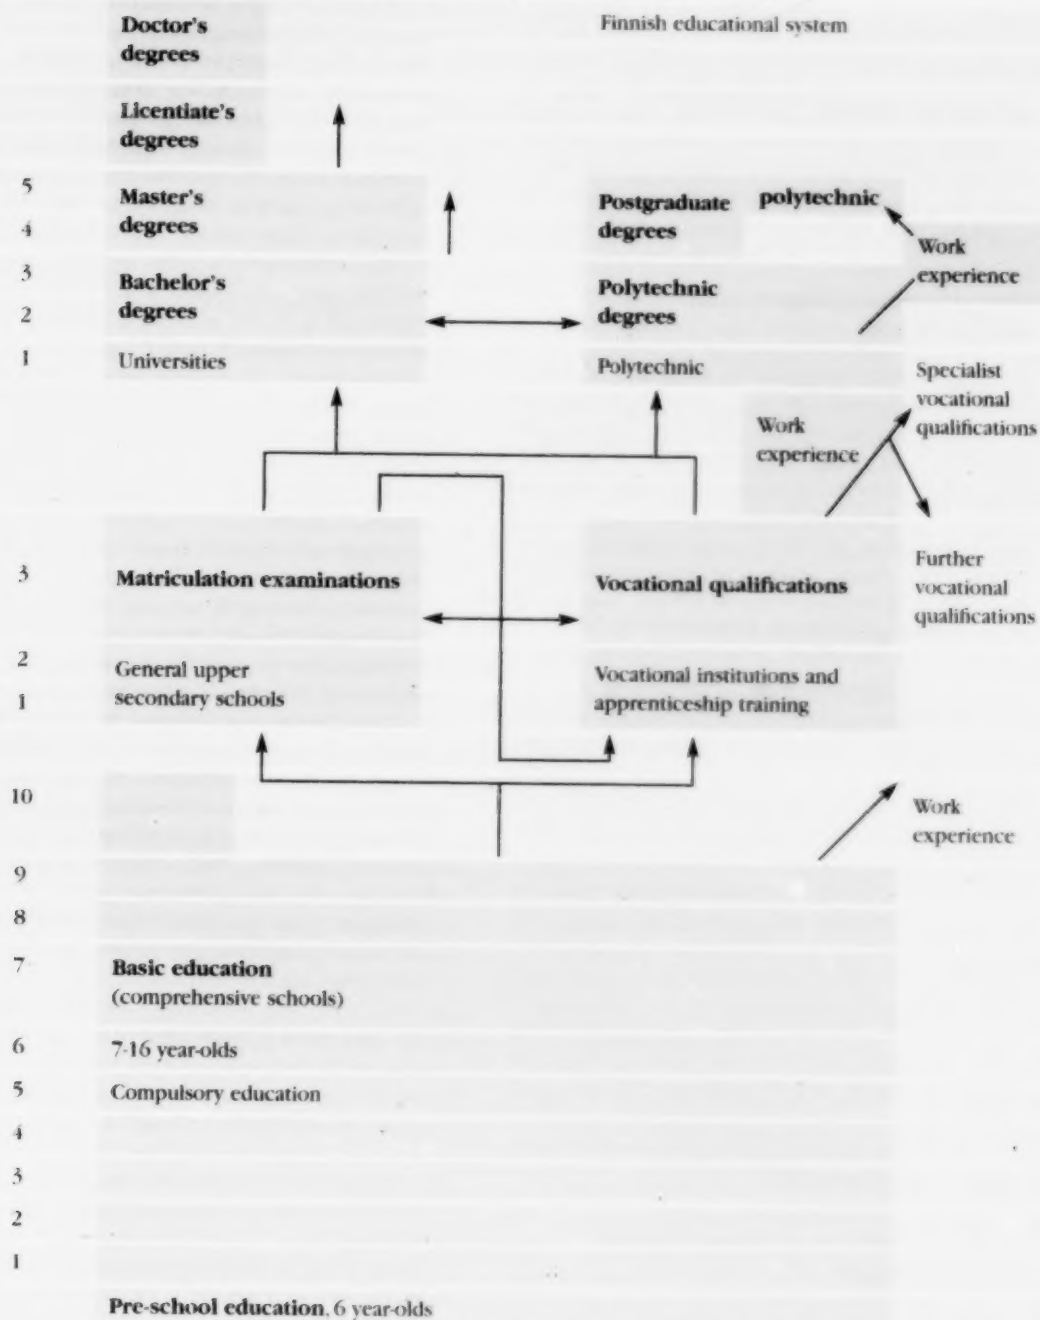 Finnish educational system
Doctor's
degrees
Licentiate's
degrees
5
Master's
degrees
4
Postgraduate
degrees
polytechnic
Work
experience
3
Bachelor's
degrees
2
Polytechnic
degrees
1
Universities
Polytechnic
Specialist
vocational
qualifications
Work
experience
3
Matriculation examinations
Vocational qualifications
Further
vocational
qualifications
2
General upper
secondary schools
1
Vocational institutions and
apprenticeship training
10
Work
experience
9
8
7
Basic education
(comprehensive schools)
6
7-16 year-olds
5
Compulsory education
4
3
2
1
Pre-school education, 6 year-olds